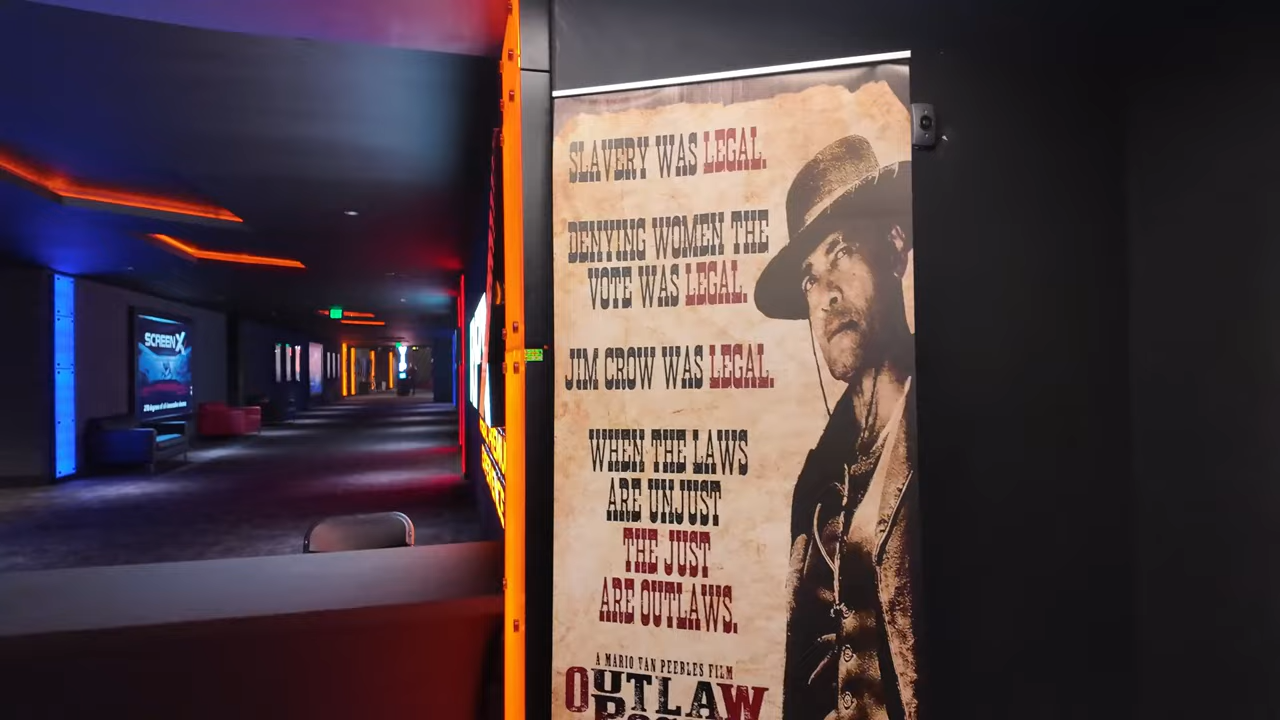 SLAVERY WAS LEGAL.
DENYING WOMEN THE
VOTE WAS LEGAL.
JIM CROW WAS LEGAL.
WHEN THE LAWS
ARE UNJUST
THE JUST
ARE OUTLAWS.
A MARIO VAN PEEBLES FILM
OUTLAW
SCREENX